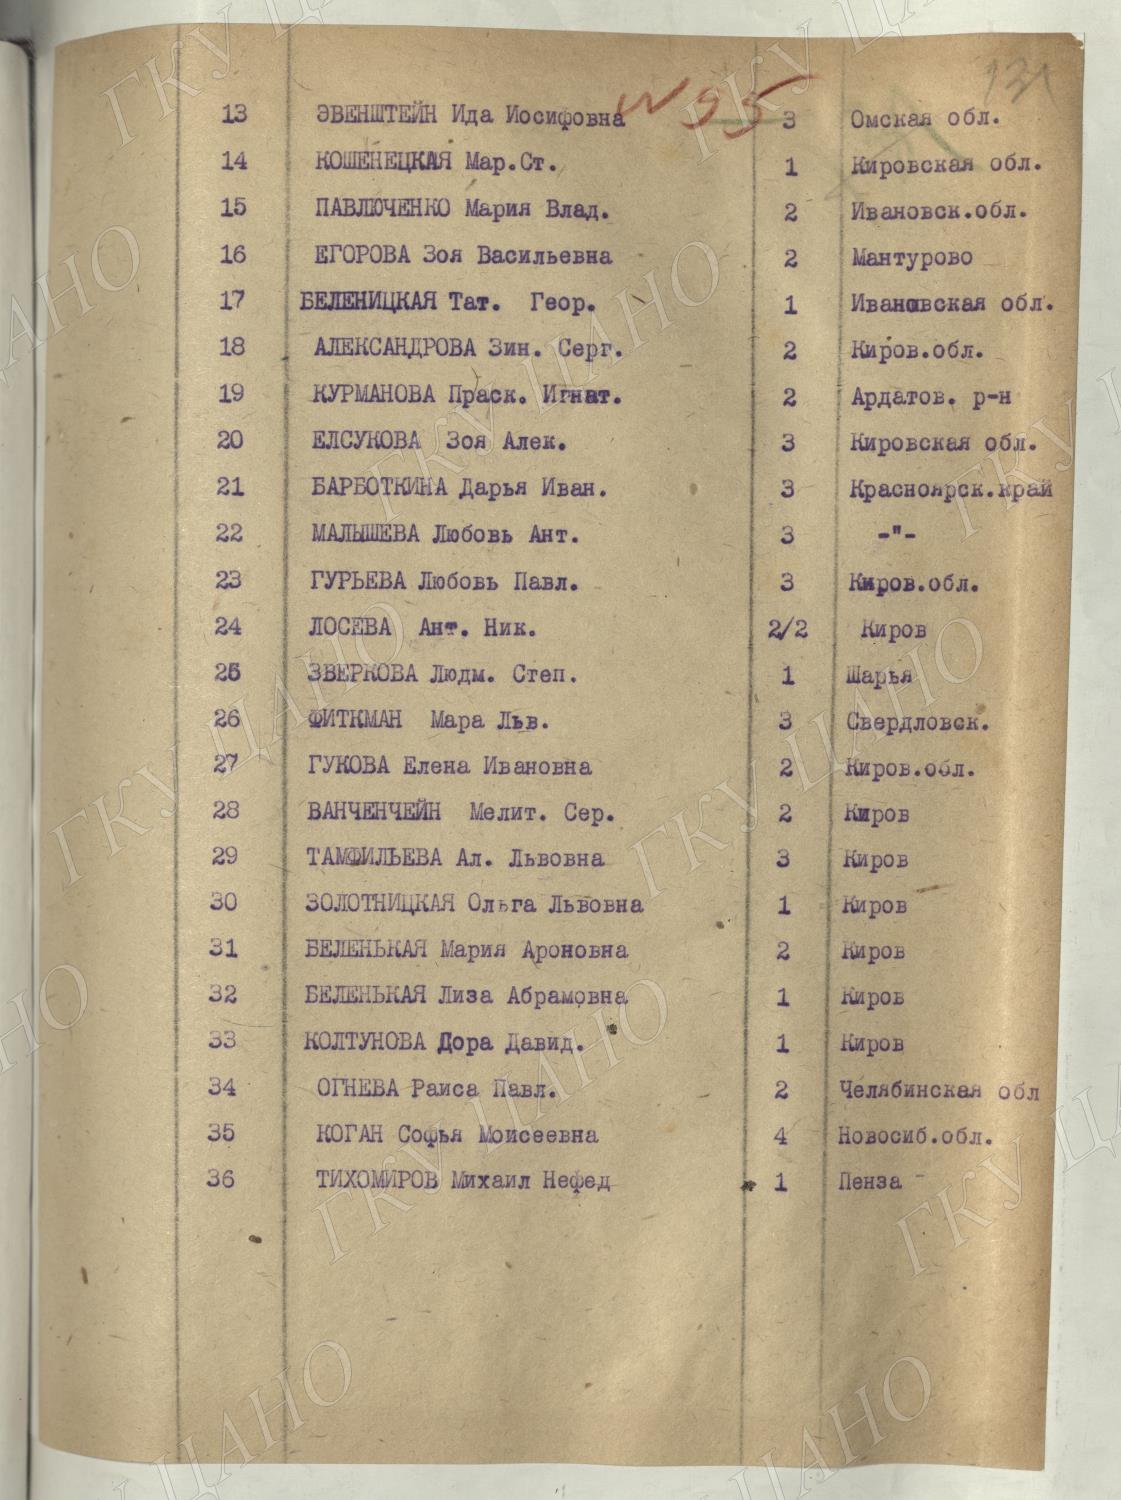 131
№ 95
13 ЭВЕНШТЕЙН Ида Иосифовна 3 Омская обл.
14 КОШЕНЕЦКАЯ Мар.Ст. 1 Кировская обл.
15 ПАВЛЮЧЕНКО Мария Влад. 2 Ивановск.обл.
16 ЕГОРОВА Зоя Васильевна 2 Мантурово
17 БЕЛЕНИЦКАЯ Тат. Геор. 1 Ивановская обл.
18 АЛЕКСАНДРОВА Зин. Серг. 2 Киров.обл.
19 КУРМАНОВА Праск. Игнат. 2 Ардатов. р-н
20 ЕЛСУКОВА Зоя Алек. 3 Кировская обл.
21 БАРБОТКИНА Дарья Иван. 3 Красноярск.край
22 МАЛЫШЕВА Любовь Ант. 3 -"-
23 ГУРЬЕВА Любовь Павл. 3 Киров.обл.
24 ЛОСЕВА Ант. Ник. 2/2 Киров
25 ЗВЕРКОВА Людм. Степ. 1 Шарья
26 ФИТКМАН Мара Льв. 3 Свердловск.
27 ГУКОВА Елена Ивановна 2 Киров.обл.
28 ВАНЧЕНЧЕЙН Мелит. Сер. 2 Киров
29 ТАМФИЛЬЕВА Ал. Львовна 3 Киров
30 ЗОЛОТНИЦКАЯ Ольга Львовна 1 Киров
31 БЕЛЕНЬКАЯ Мария Ароновна 2 Киров
32 БЕЛЕНЬКАЯ Лиза Абрамовна 1 Киров
33 КОЛТУНОВА Дора Давид. 1 Киров
34 ОГНЕВА Раиса Павл. 2 Челябинская обл
35 КОГАН Софья Моисеевна 4 Новосиб.обл.
36 ТИХОМИРОВ Михаил Нефед 1 Пенза
ГКУ ЦАНО